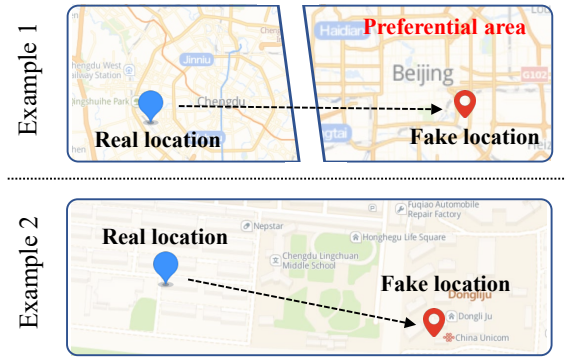 Example 1
Preferential area
Haidian
Jinniu
Chengdu West
Railway Station
Beijing
G102
Qingshuihe Park
Chengdu
Real location
Fake location
Example 2
Fuqiao Automobile
Repair Factory
P
Nepstar
Real location
Honghegu Life Square
Chengdu Lingchuan
Middle School
Fake location
Dongliju
Dongli Ju
China Unicom